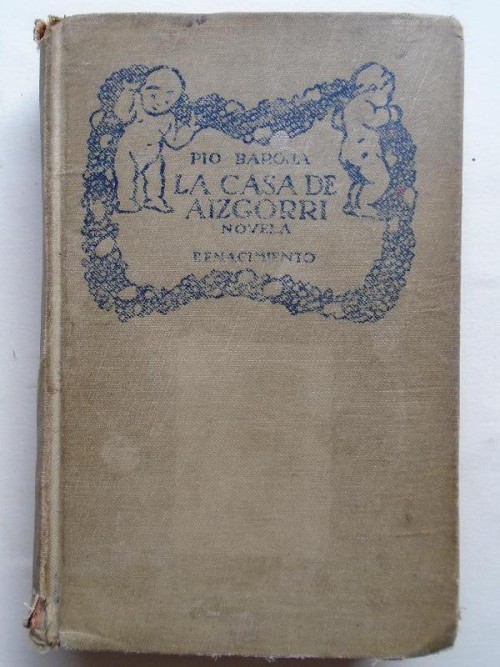 PIO BAROJA
LA CASA DE
AIZGORRI
NOVELA
RENACIMIENTO